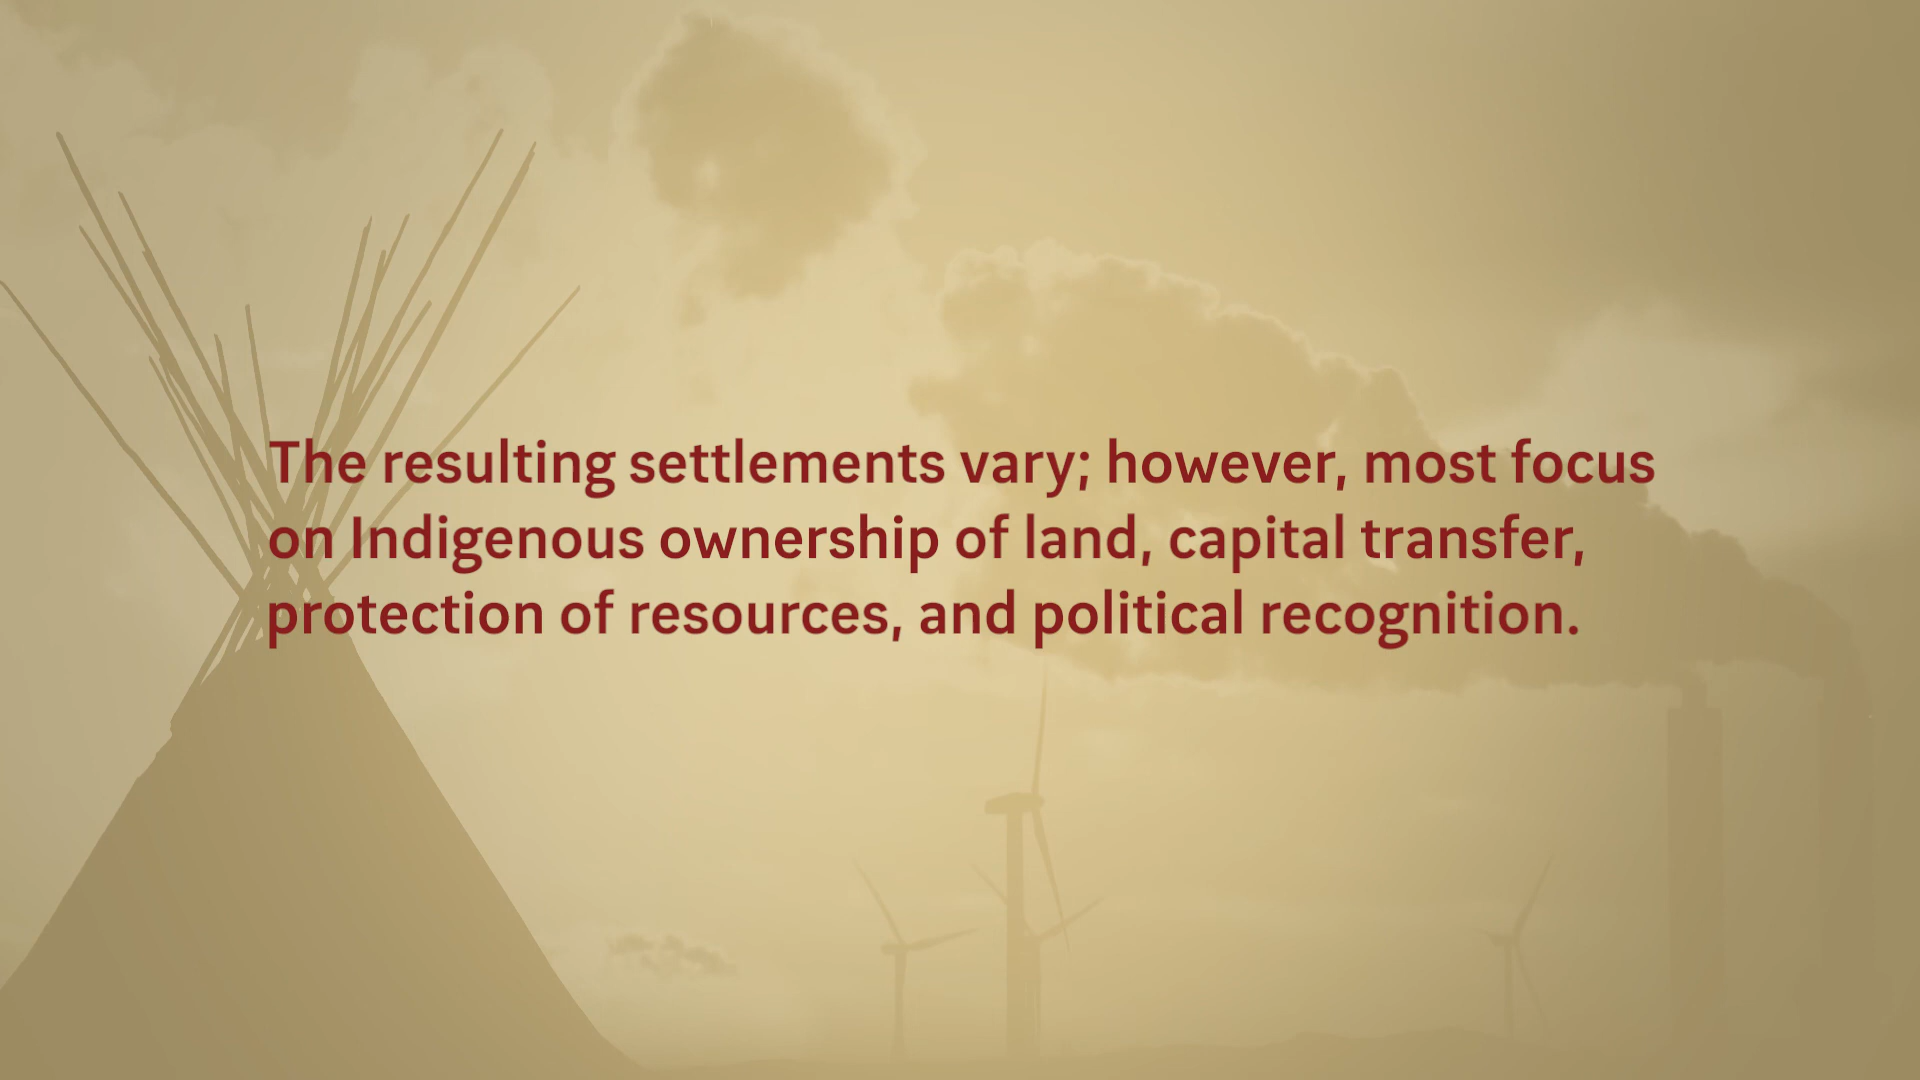 The resulting settlements vary; however, most focus
on Indigenous ownership of land, capital transfer,
protection of resources, and political recognition.